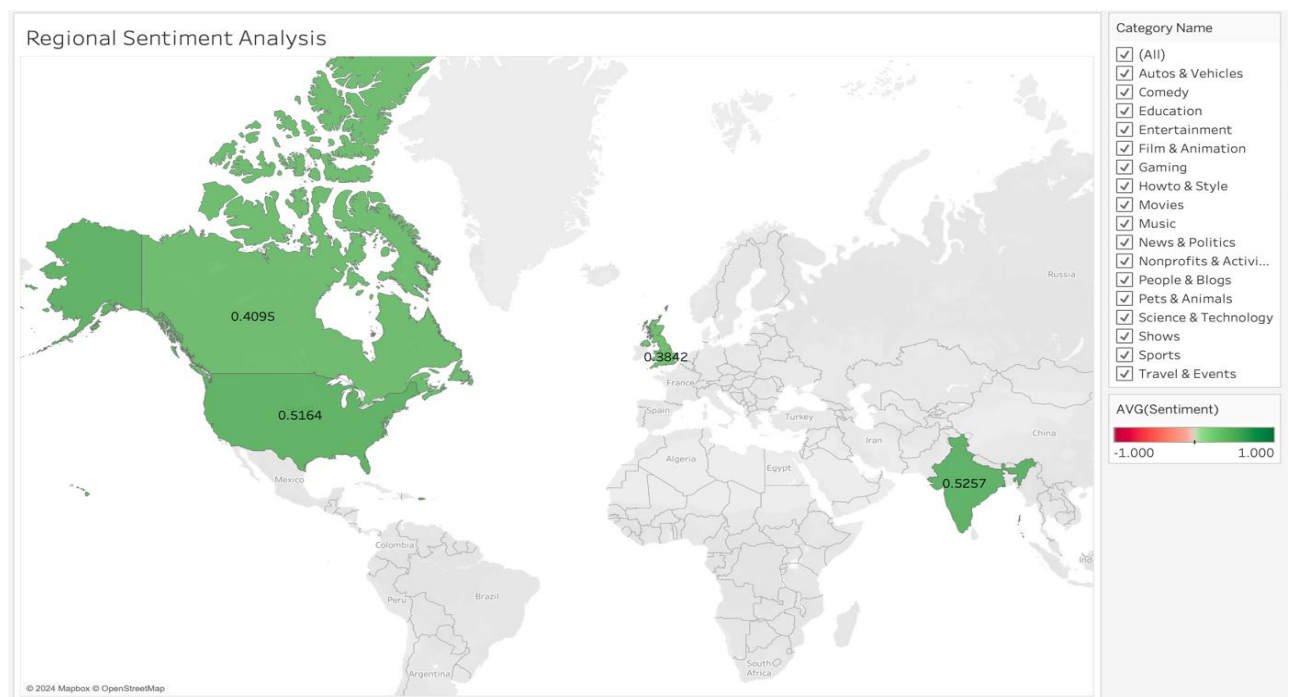 Regional Sentiment Analysis
0.4095
0.5164
0.3842
0.5257
Russia
France
Spain
Turkey
Iran
China
Algeria
Egypt
Mexico
Colombia
Peru
Brazil
Argentina
South
Africa
Ind
© 2024 Mapbox © OpenStreetMap
Category Name
(All)
Autos & Vehicles
Comedy
Education
Entertainment
Film & Animation
Gaming
Howto & Style
Movies
Music
News & Politics
Nonprofits & Activi...
People & Blogs
Pets & Animals
Science & Technology
Shows
Sports
Travel & Events
AVG(Sentiment)
-1.000 1.000